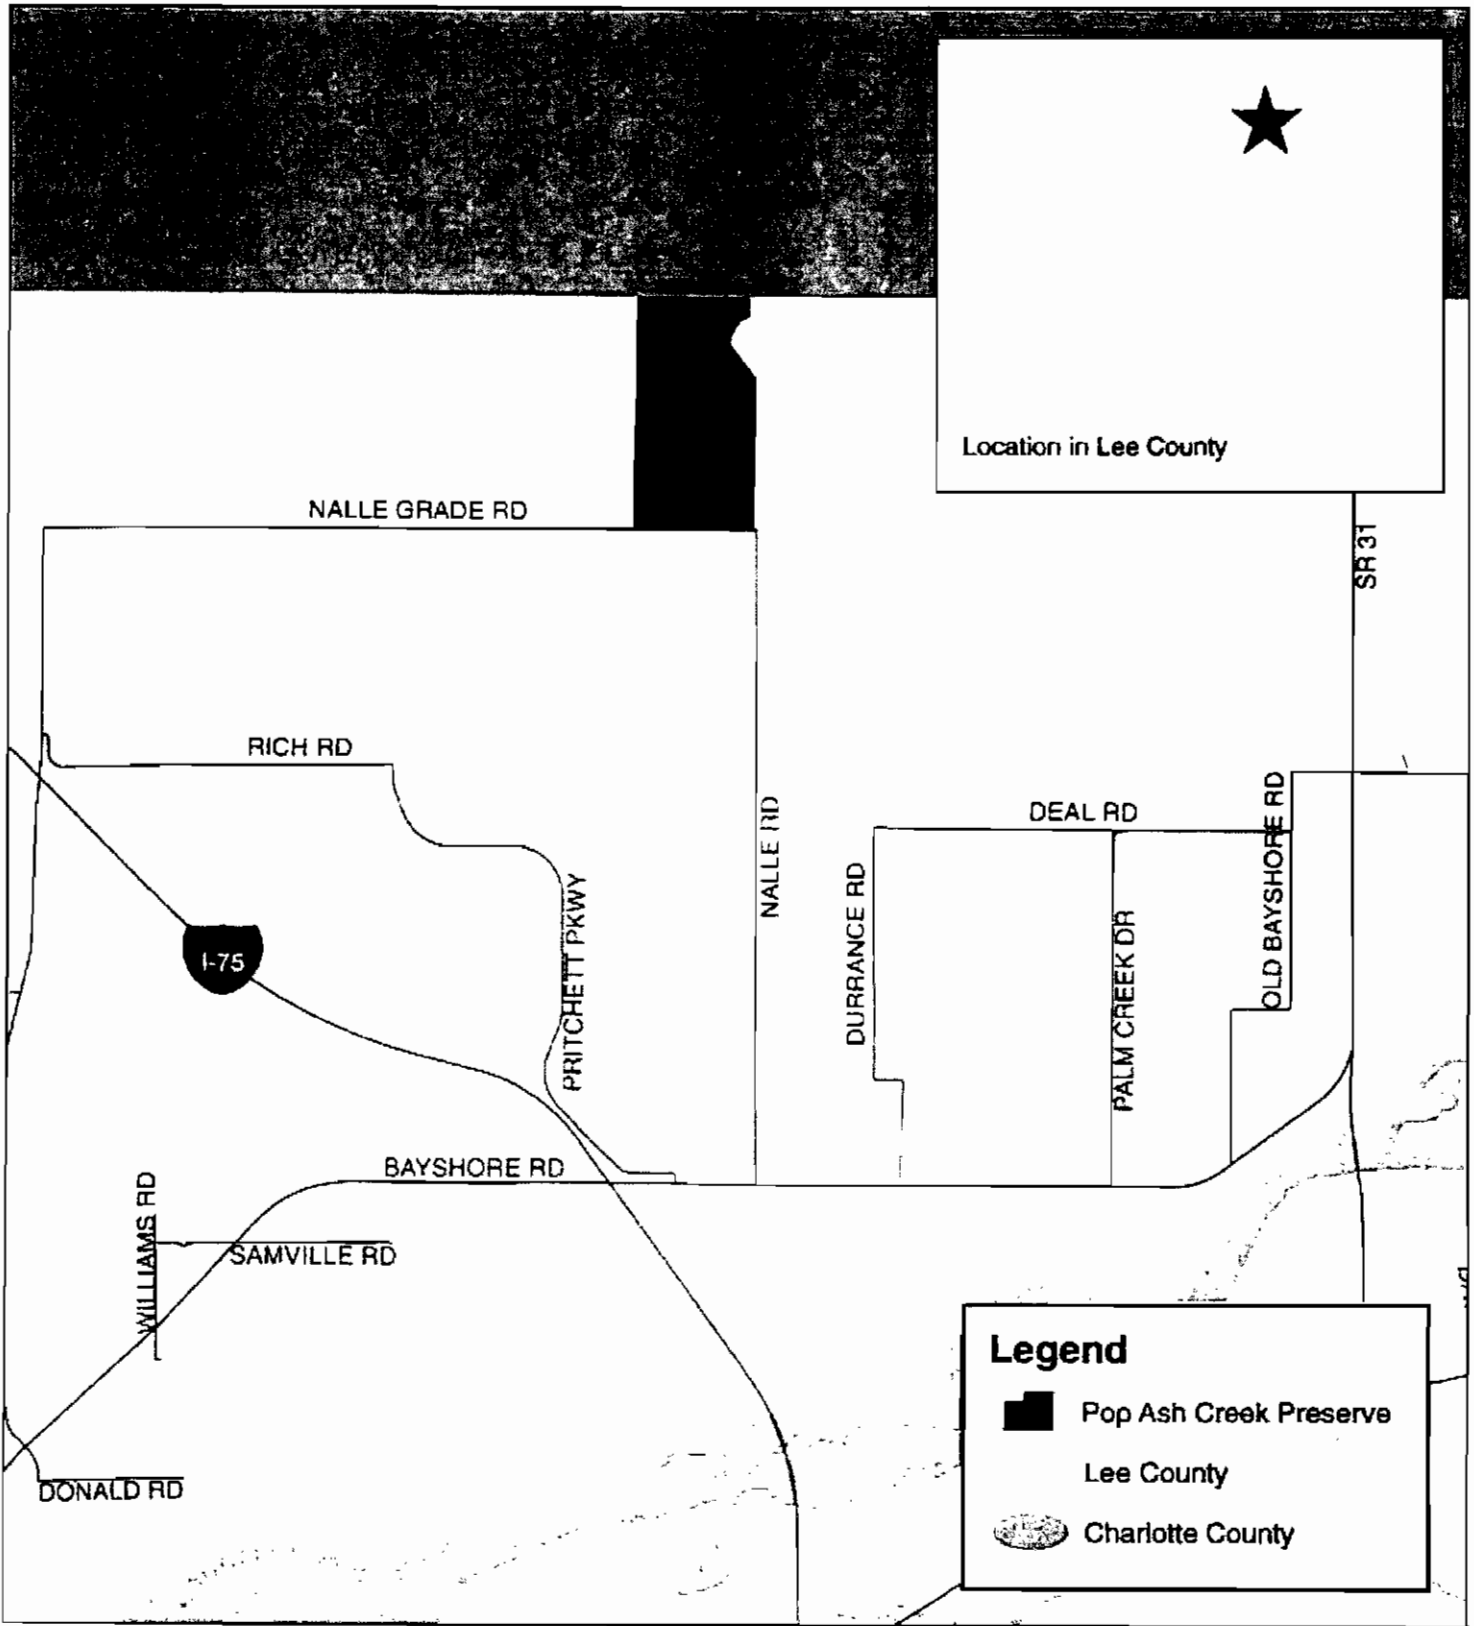 Location in Lee County
NALLE GRADE RD
SR 31
RICH RD
DEAL RD
OLD BAYSHORE RD
NALLE RD
DURRANCE RD
PALM CREEK DR
PRITCHETT PKWY
I-75
BAYSHORE RD
WILLIAMS RD
SAMVILLE RD
DONALD RD
Legend
Pop Ash Creek Preserve
Lee County
Charlotte County